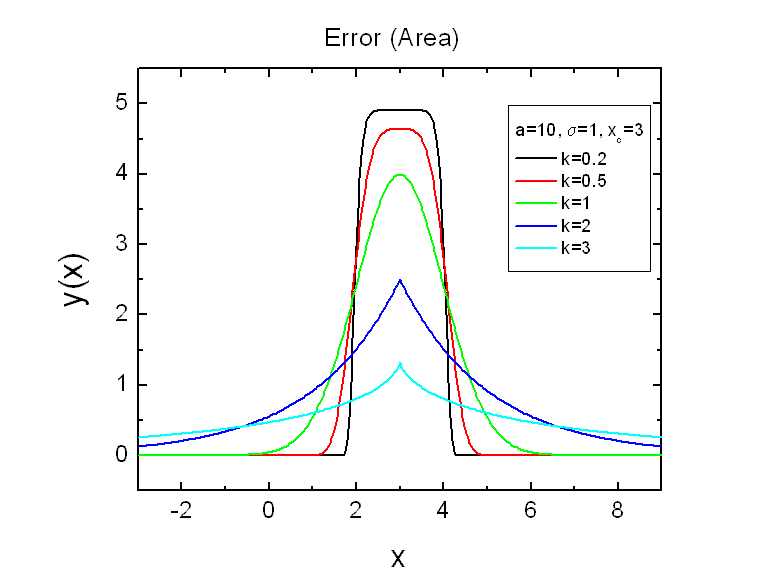 Error (Area)
5
4
3
2
1
0
y(x)
a=10, σ=1, x_c=3
k=0.2
k=0.5
k=1
k=2
k=3
-2 0 2 4 6 8
x